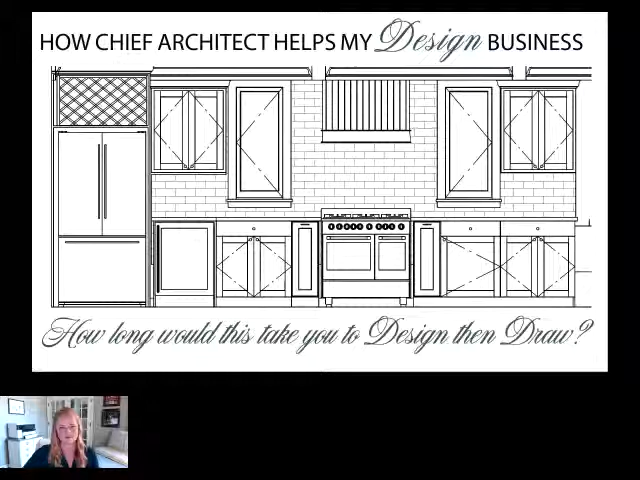 HOW CHIEF ARCHITECT HELPS MY Design BUSINESS
How long would this take you to Design then Draw?